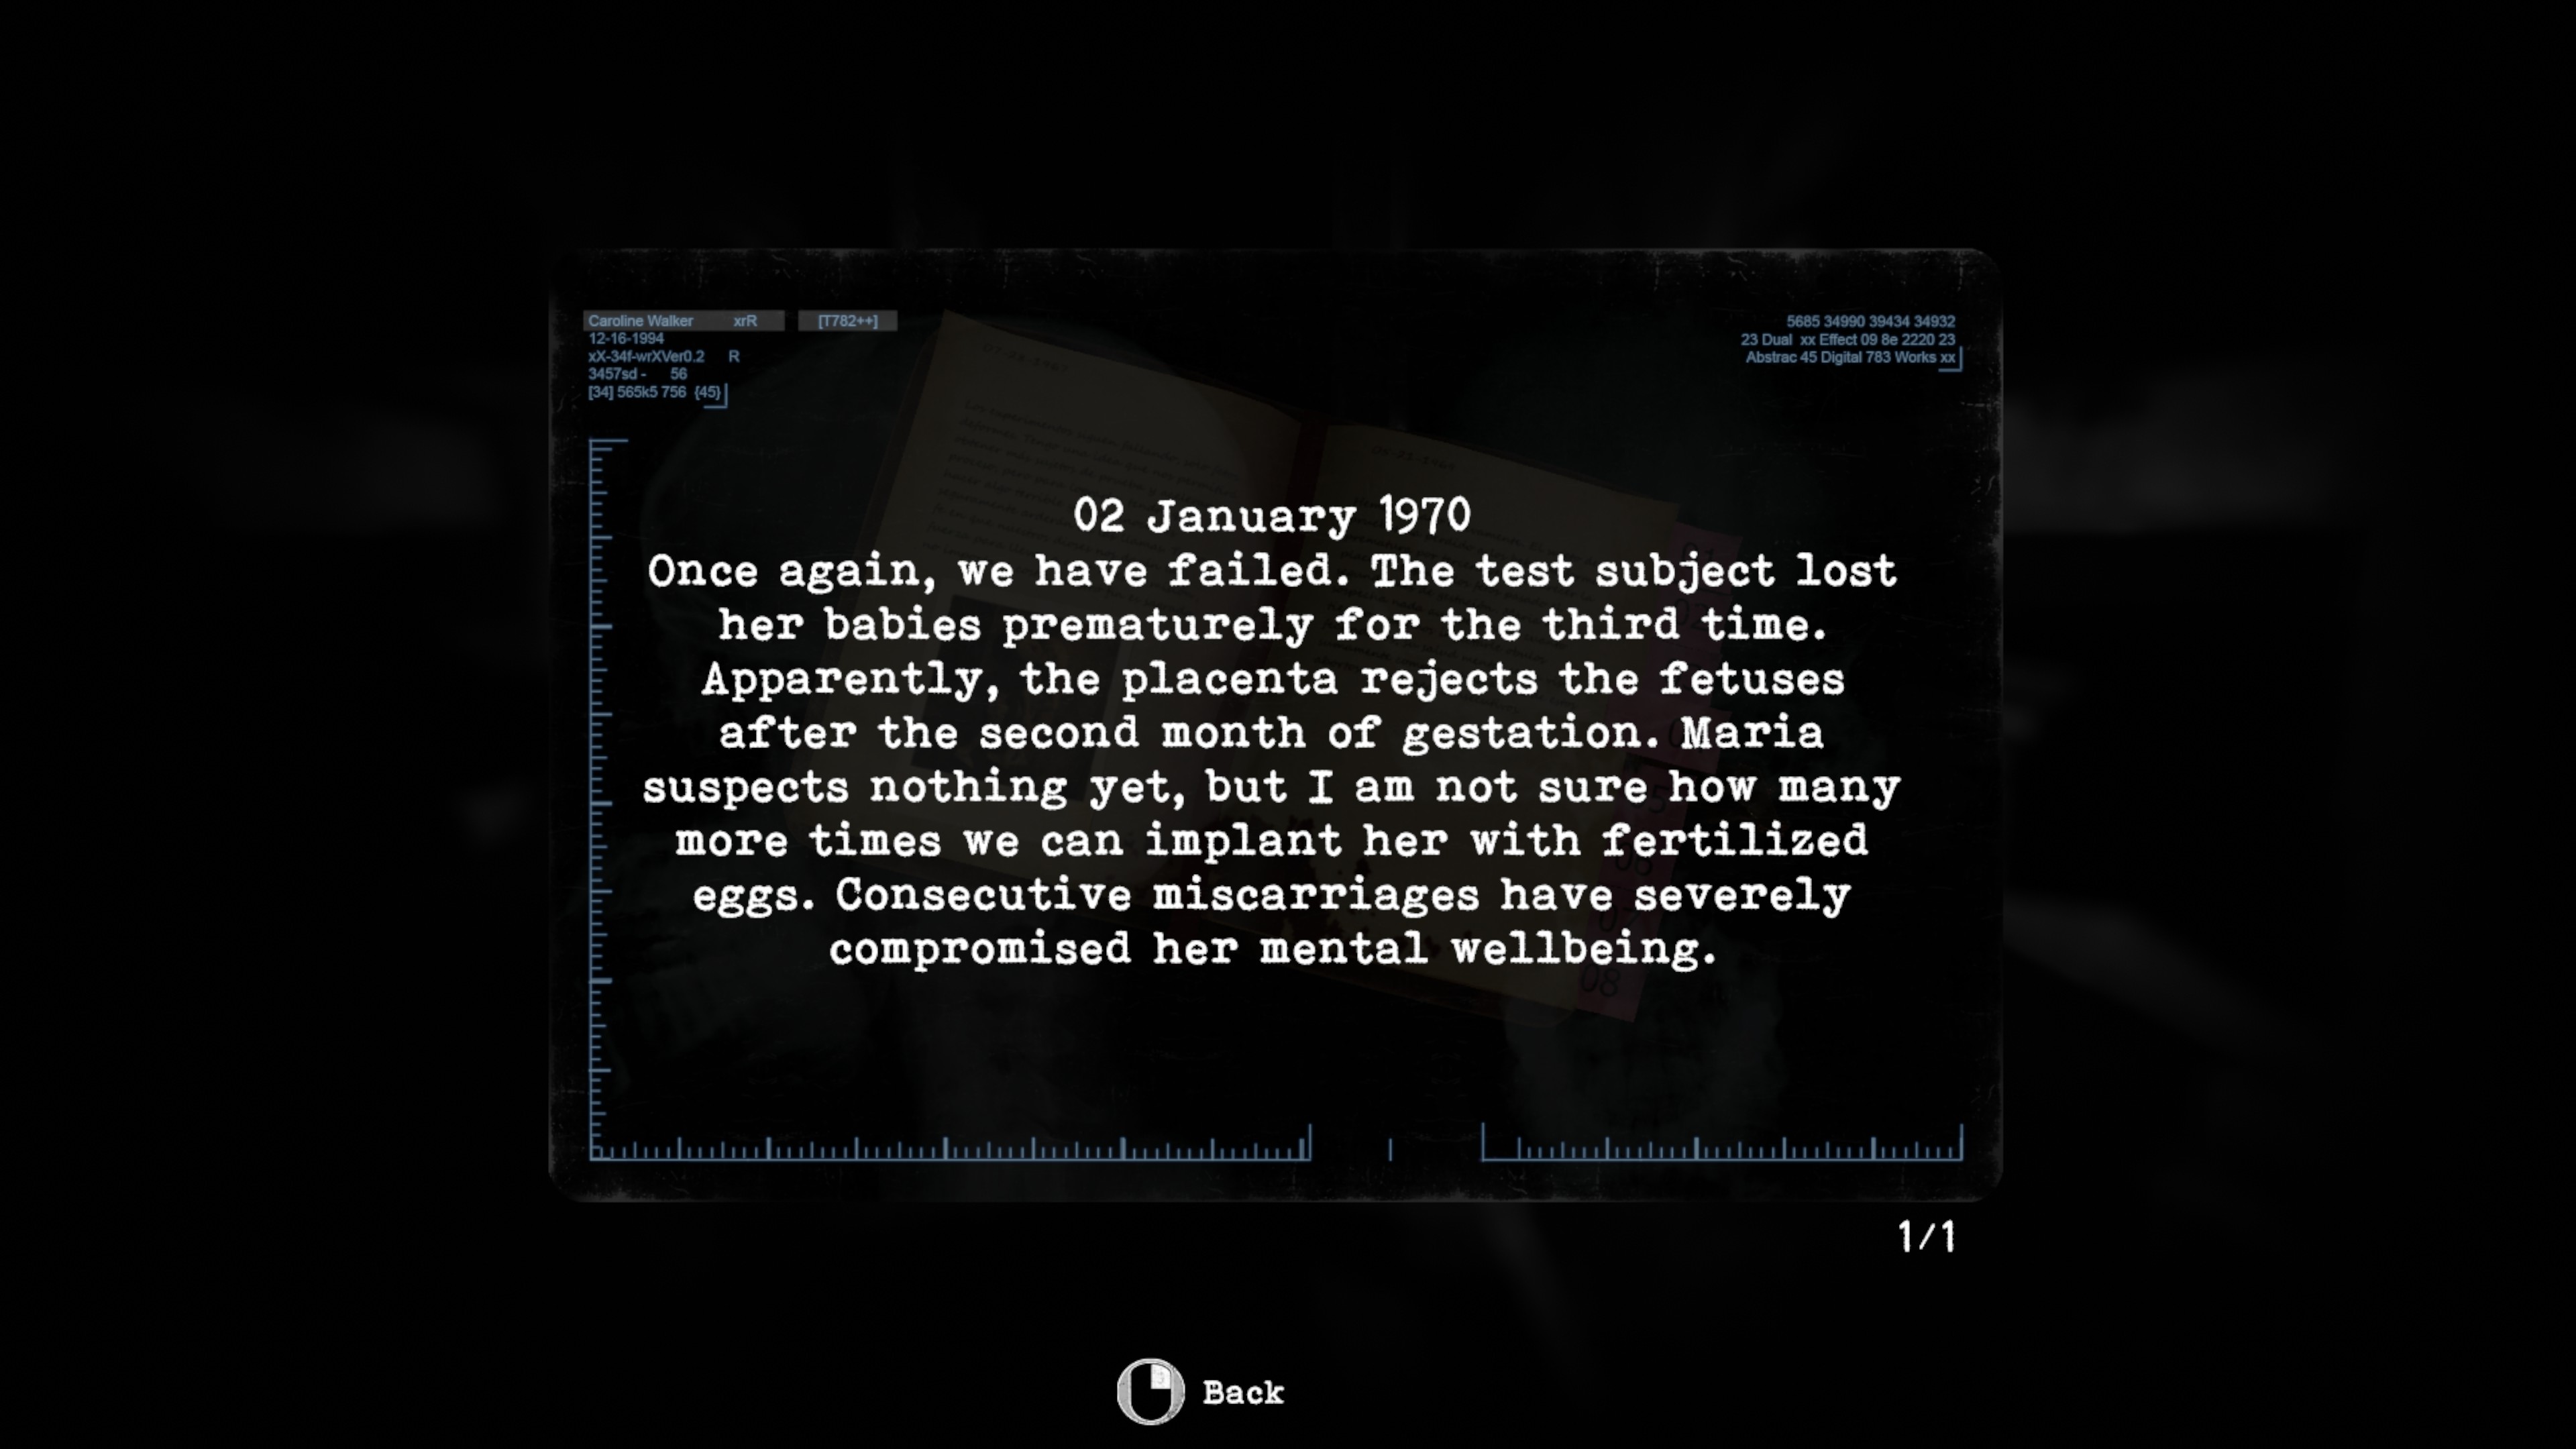 Caroline Walker xrR [T782++]
12-16-1994
xX-34f-wrXVer0.2 R
3457sd - 56
[34] 565k5 756 {45}
5685 34990 39434 34932
23 Dual xx Effect 09 8e 2220 23
Abstrac 45 Digital 783 Works xx
02 January 1970
Once again, we have failed. The test subject lost
her babies prematurely for the third time.
Apparently, the placenta rejects the fetuses
after the second month of gestation. Maria
suspects nothing yet, but I am not sure how many
more times we can implant her with fertilized
eggs. Consecutive miscarriages have severely
compromised her mental wellbeing.
08
1/1
Back